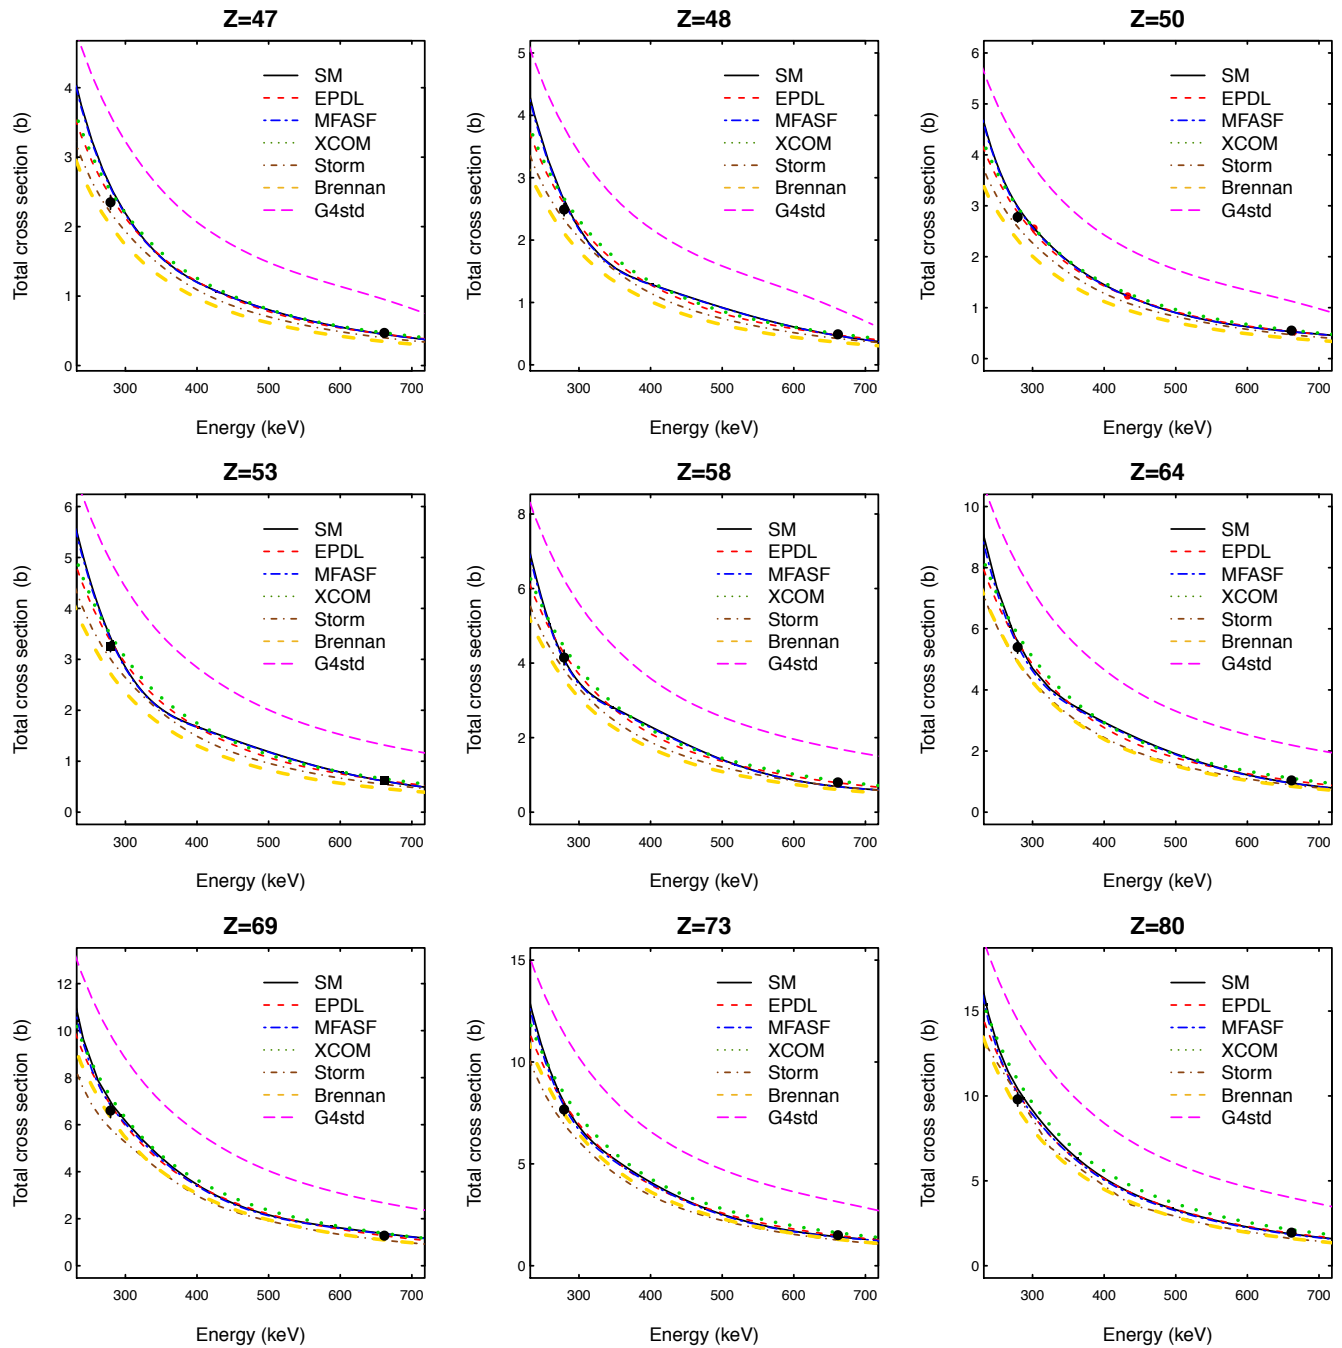 Z=47
Total cross section (b)
4
3
2
1
0
300 400 500 600 700
Energy (keV)
SM
EPDL
MFASF
XCOM
Storm
Brennan
G4std
Z=48
Total cross section (b)
5
4
3
2
1
0
300 400 500 600 700
Energy (keV)
SM
EPDL
MFASF
XCOM
Storm
Brennan
G4std
Z=50
Total cross section (b)
6
5
4
3
2
1
0
300 400 500 600 700
Energy (keV)
SM
EPDL
MFASF
XCOM
Storm
Brennan
G4std
Z=53
Total cross section (b)
6
5
4
3
2
1
0
300 400 500 600 700
Energy (keV)
SM
EPDL
MFASF
XCOM
Storm
Brennan
G4std
Z=58
Total cross section (b)
8
6
4
2
0
300 400 500 600 700
Energy (keV)
SM
EPDL
MFASF
XCOM
Storm
Brennan
G4std
Z=64
Total cross section (b)
10
8
6
4
2
0
300 400 500 600 700
Energy (keV)
SM
EPDL
MFASF
XCOM
Storm
Brennan
G4std
Z=69
Total cross section (b)
12
10
8
6
4
2
0
300 400 500 600 700
Energy (keV)
SM
EPDL
MFASF
XCOM
Storm
Brennan
G4std
Z=73
Total cross section (b)
15
10
5
0
300 400 500 600 700
Energy (keV)
SM
EPDL
MFASF
XCOM
Storm
Brennan
G4std
Z=80
Total cross section (b)
15
10
5
0
300 400 500 600 700
Energy (keV)
SM
EPDL
MFASF
XCOM
Storm
Brennan
G4std